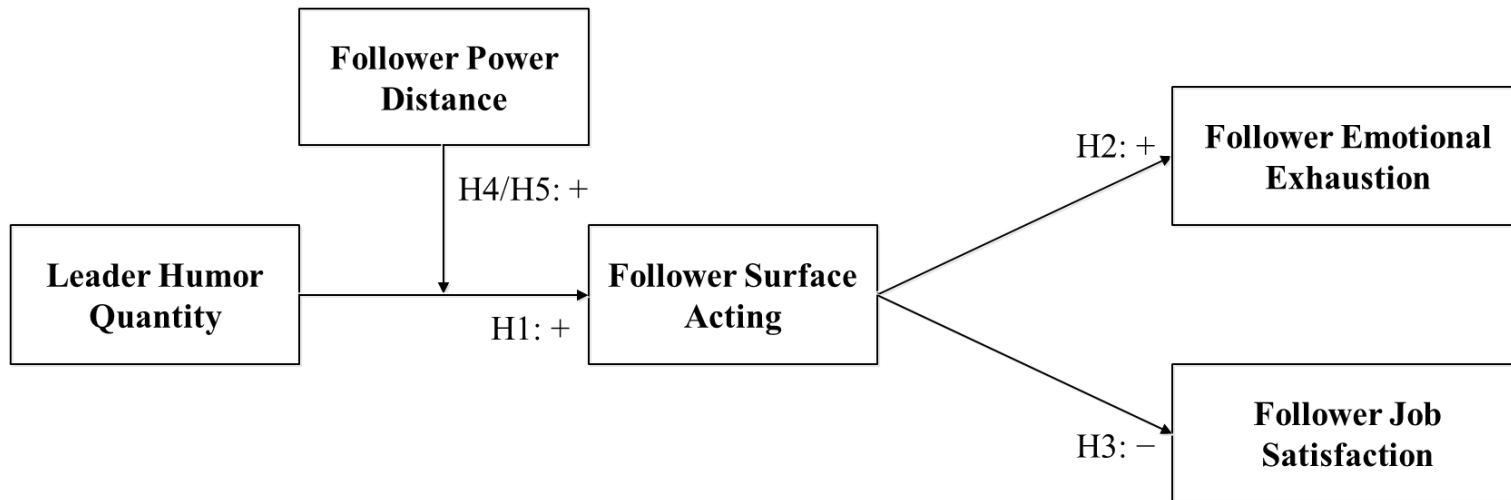 Follower Power
Distance
H4/H5: +
Leader Humor
Quantity
H1: +
Follower Surface
Acting
H2: +
Follower Emotional
Exhaustion
H3: −
Follower Job
Satisfaction